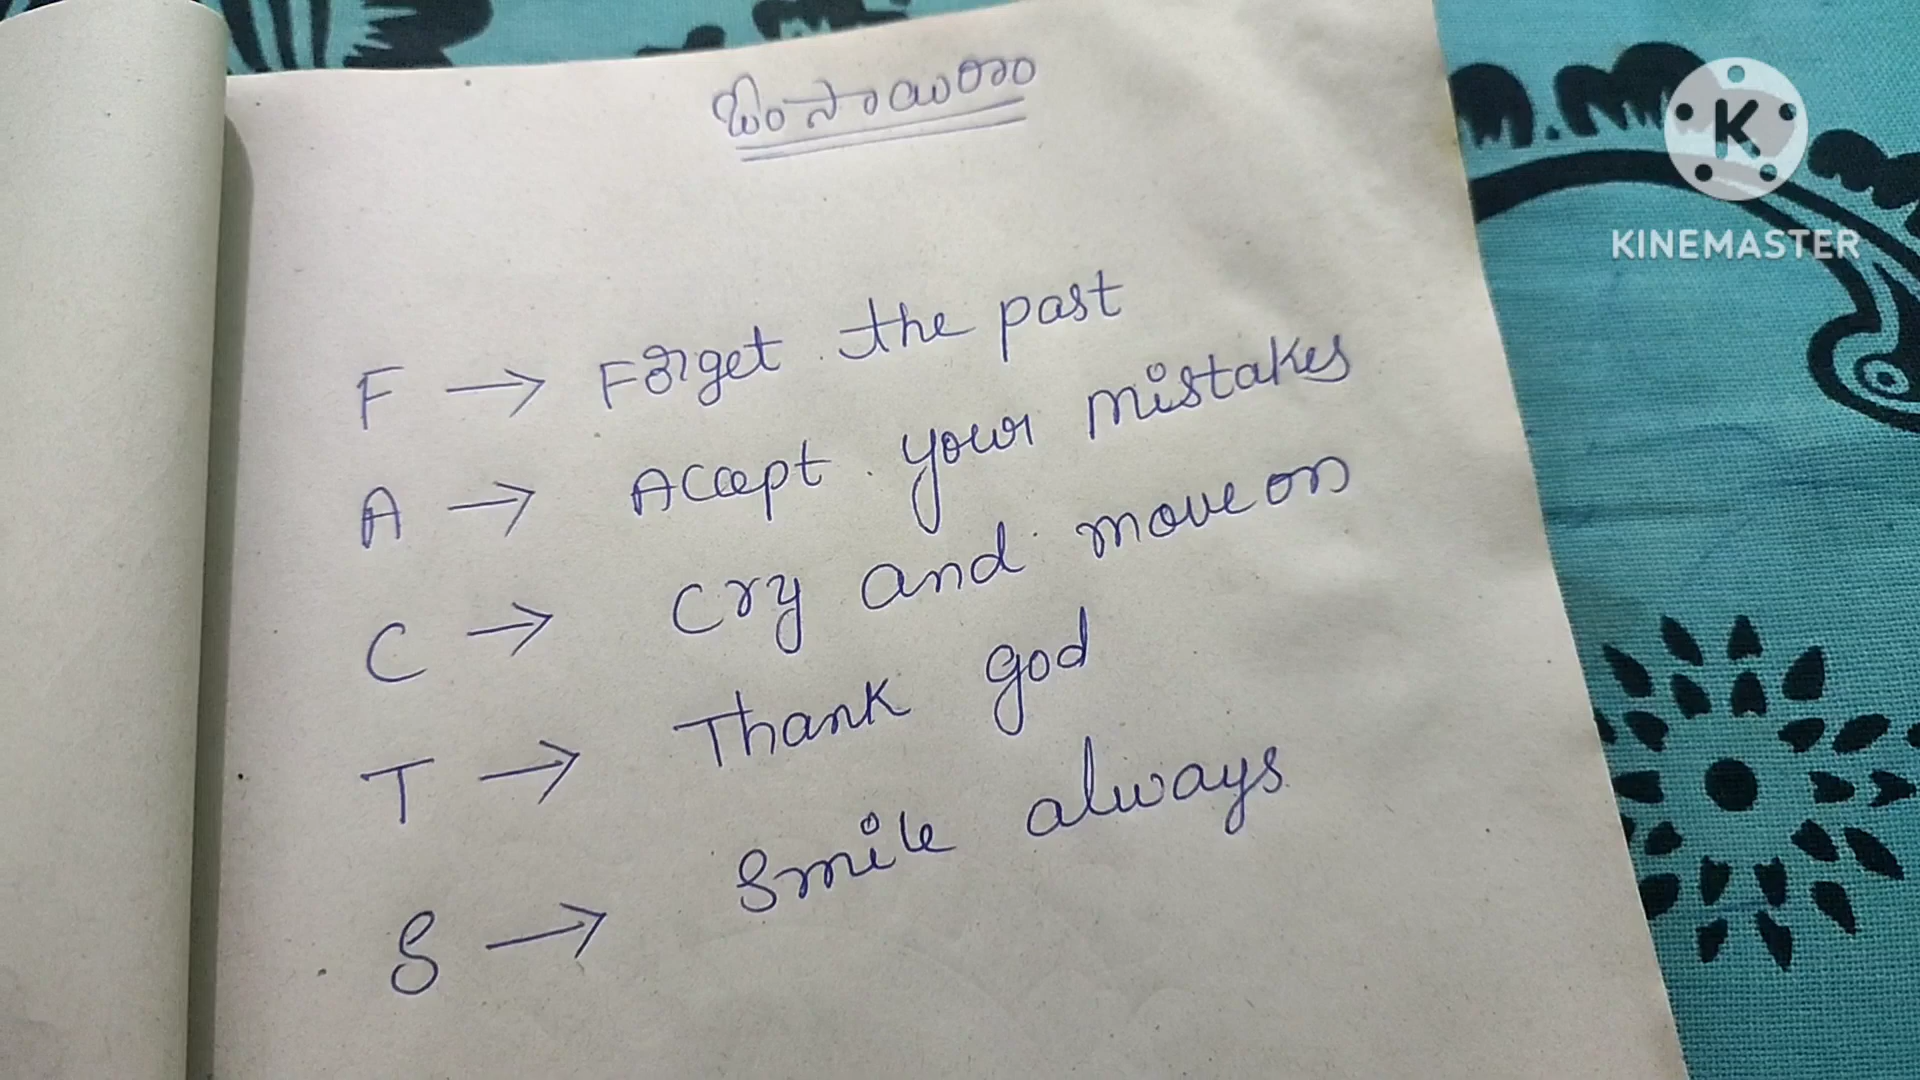 ఓం సాయిరాం
F → Forget the past
A → Accept your mistakes
C → Cry and move on
T → Thank god
S → Smile always
K
KINEMASTER